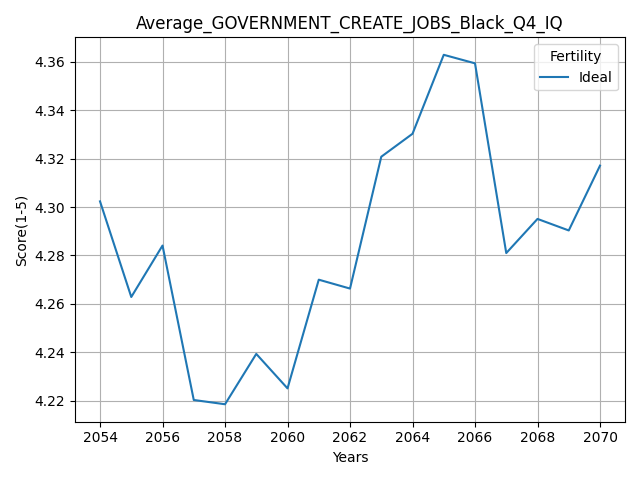 Average_GOVERNMENT_CREATE_JOBS_Black_Q4_IQ
Fertility
Ideal
Score(1-5)
4.36
4.34
4.32
4.30
4.28
4.26
4.24
4.22
2054 2056 2058 2060 2062 2064 2066 2068 2070
Years